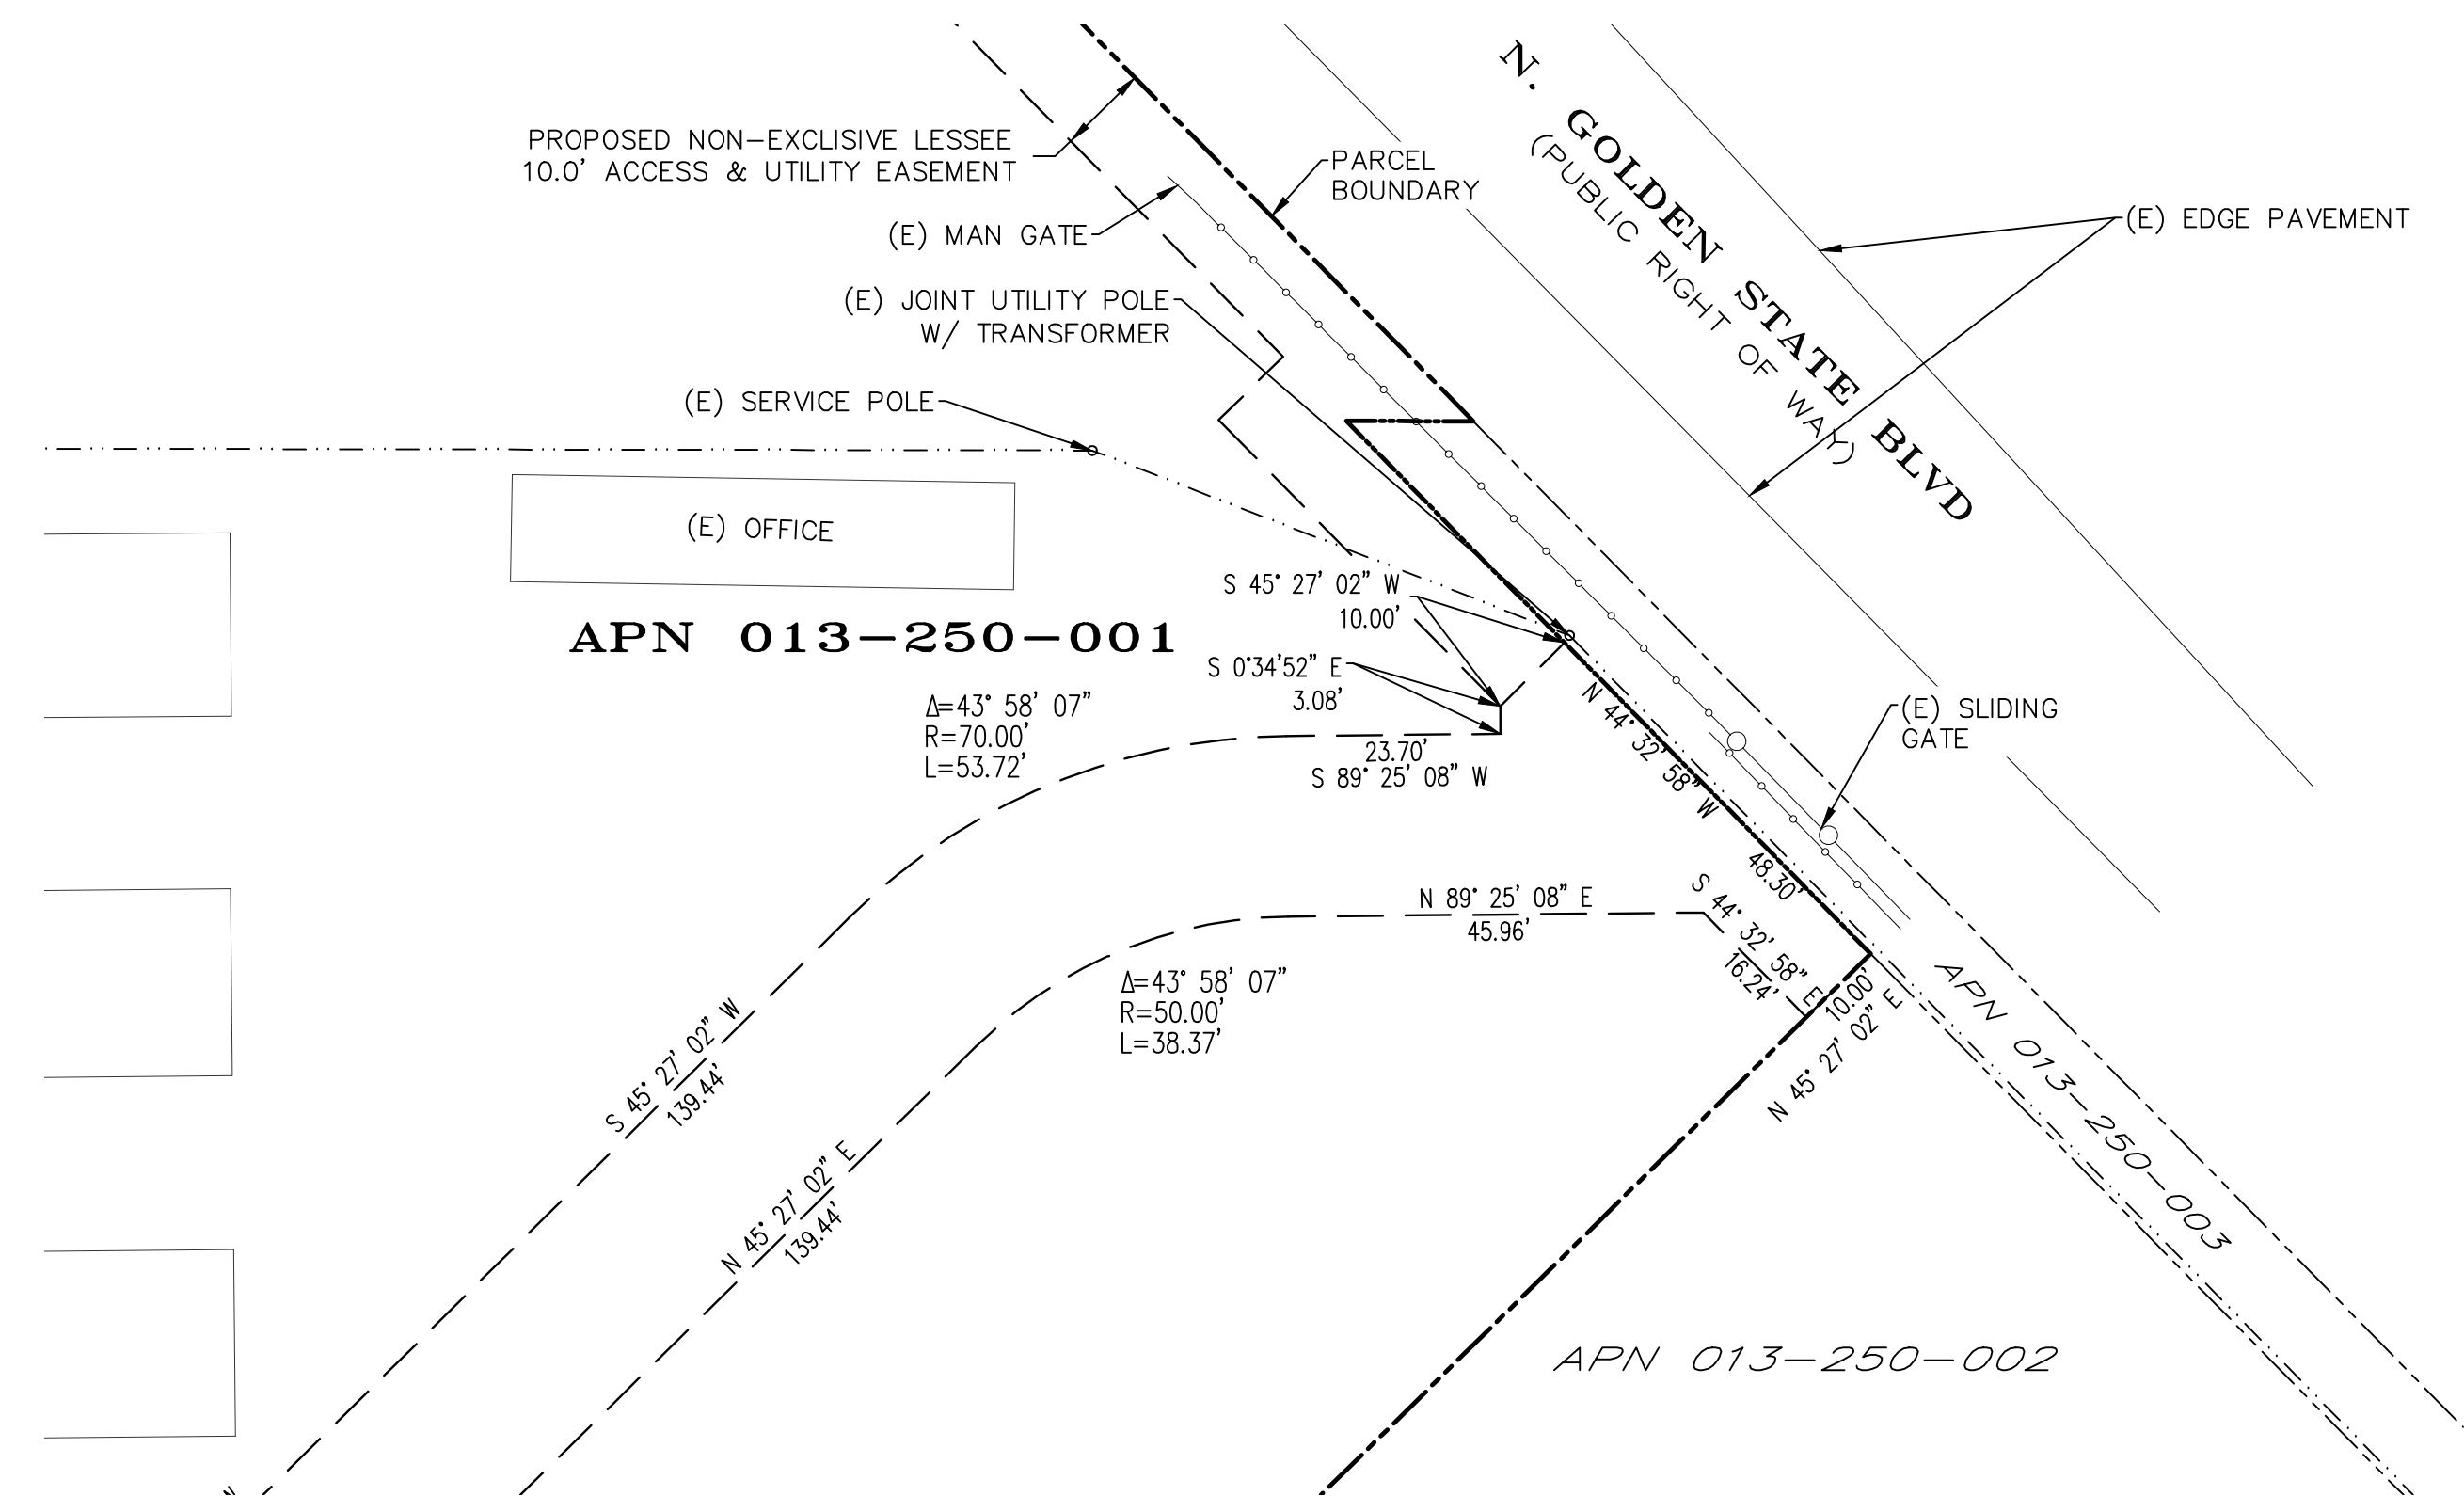 N. GOLDEN STATE BLVD
(PUBLIC RIGHT OF WAY)
PROPOSED NON-EXCLISIVE LESSEE
10.0' ACCESS & UTILITY EASEMENT
PARCEL
BOUNDARY
(E) EDGE PAVEMENT
(E) MAN GATE
(E) JOINT UTILITY POLE
W/ TRANSFORMER
(E) SERVICE POLE
(E) OFFICE
S 45° 27' 02" W
10.00'
APN 013-250-001
S 0°34'52" E
3.08'
Δ=43° 58' 07"
R=70.00'
L=53.72'
23.70'
S 89° 25' 08" W
N 44° 32' 58" W
48.30'
(E) SLIDING
GATE
N 89° 25' 08" E
45.96'
S 44° 32' 58" E
16.24'
10.00'
N 45° 27' 02" E
Δ=43° 58' 07"
R=50.00'
L=38.37'
APN 013-250-003
S 45° 27' 02" W
139.44'
N 45° 27' 02" E
139.44'
APN 013-250-002